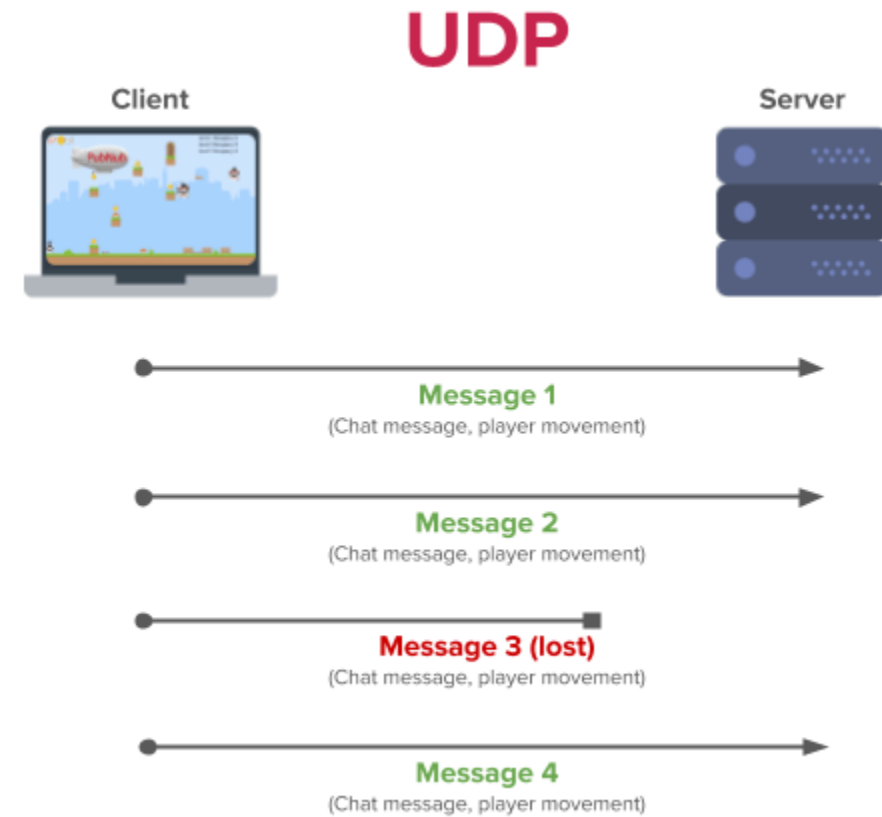 UDP
Client
Server
PubNub
Message 1
(Chat message, player movement)
Message 2
(Chat message, player movement)
Message 3 (lost)
(Chat message, player movement)
Message 4
(Chat message, player movement)